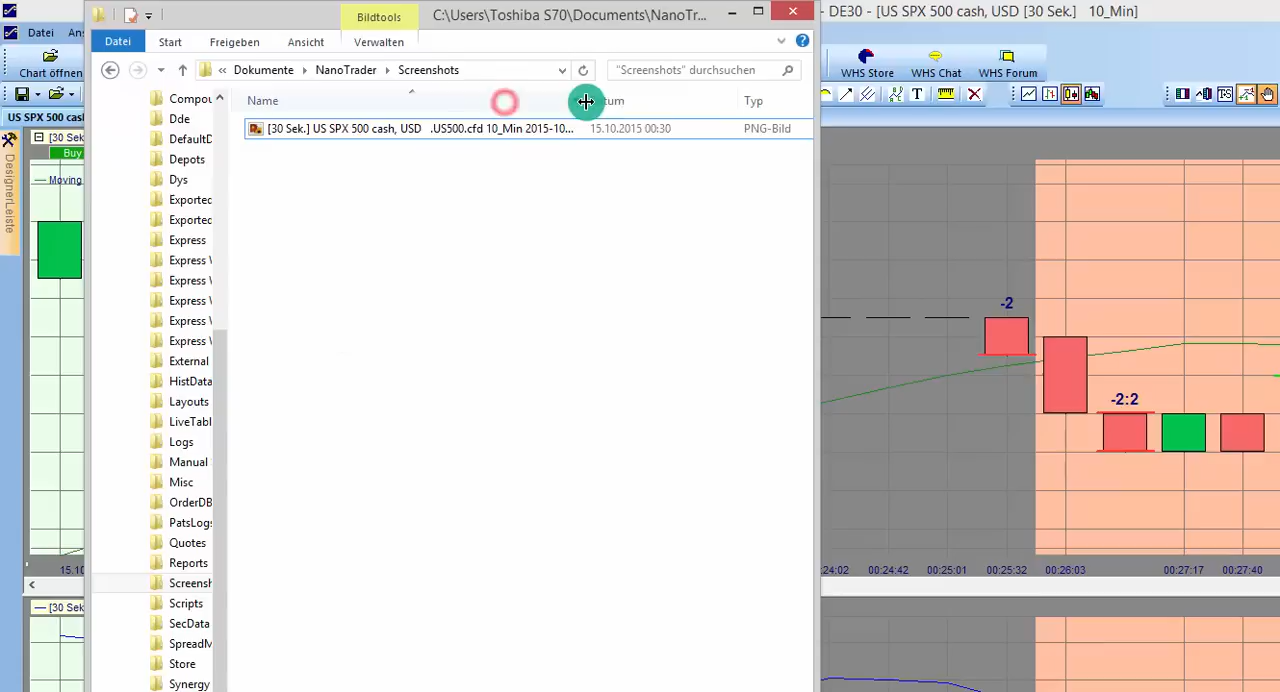 Bildtools
C:\Users\Toshiba S70\Documents\NanoTr...
DE30 - [US SPX 500 cash, USD [30 Sek.] 10_Min]
Datei
Datei
Start
Freigeben
Ansicht
Verwalten
Chart öffnen
Dokumente
NanoTrader
Screenshots
"Screenshots" durchsuchen
WHS Store
WHS Chat
WHS Forum
Name
Typ
US SPX 500 cas
[30 Sek.] US SPX 500 cash, USD .US500.cfd 10_Min 2015-10...
15.10.2015 00:30
PNG-Bild
[30 Sek
Buy
Moving
DesignerLeiste
Dde
DefaultD
Depots
Dys
Exported
Exported
Express
Express
Express
Express
Express
Express
External
HistData
Layouts
LiveTabl
Logs
Manual
Misc
OrderDB
PatsLogs
Quotes
Reports
Screensh
Scripts
SecData
SpreadM
Store
Synergy
-2
-2:2
15.10
24:02
00:24:42
00:25:01
00:25:32
00:26:03
00:27:17
00:27:40
[30 Sek